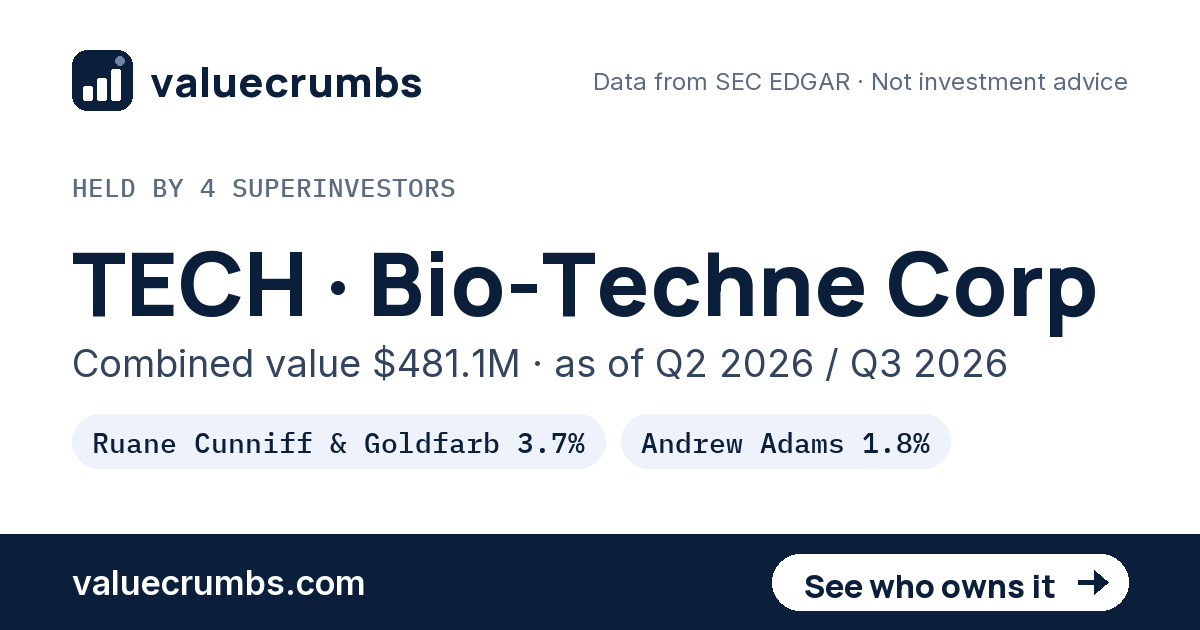 valuecrumbs
Data from SEC EDGAR · Not investment advice
HELD BY 4 SUPERINVESTORS
TECH · Bio-Techne Corp
Combined value $481.1M · as of Q2 2026 / Q3 2026
Ruane Cunniff & Goldfarb 3.7%
Andrew Adams 1.8%
valuecrumbs.com
See who owns it →